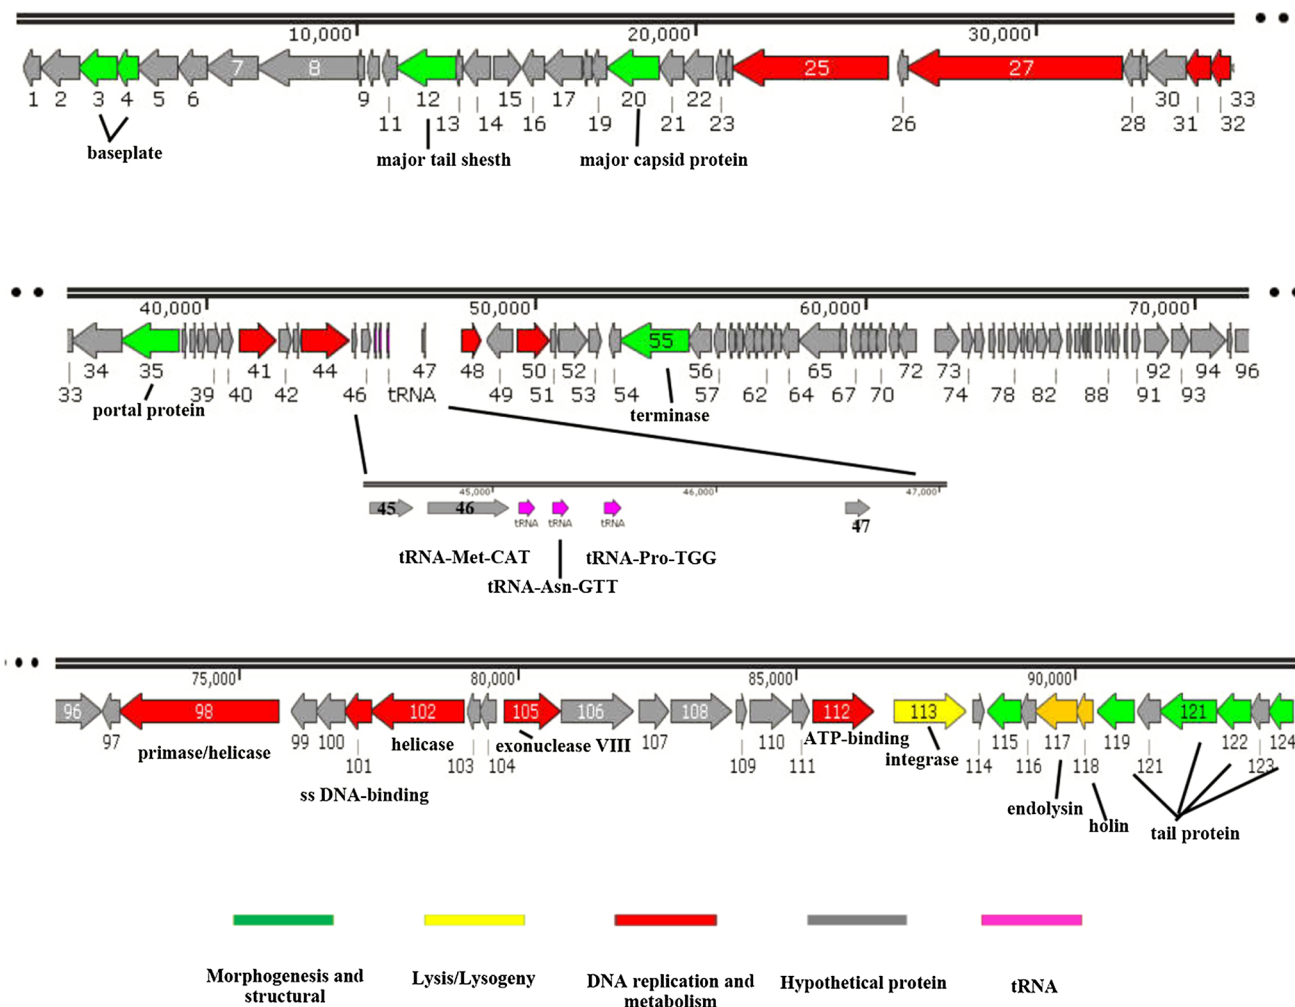 10,000 20,000 30,000
7 8 25 27
1 2 3 4 5 6 9 12 13 15 17 20 22 30 33
11 14 16 19 21 23 26 28 31 32
baseplate major tail shesth major capsid protein
40,000 50,000 60,000 70,000
55
34 35 41 44 47 48 50 52 56 65 72 73 92 94 96
33 39 40 42 46 tRNA 49 51 53 54 57 62 64 67 70 74 78 82 88 91 93
portal protein terminase
45,000 46,000 47,000
45 46 47
tRNA tRNA tRNA
tRNA-Met-CAT tRNA-Pro-TGG
tRNA-Asn-GTT
75,000 80,000 85,000 90,000
96 98 102 105 106 108 112 113 121
97 99 100 107 110 115 117 119 122 124
primase/helicase helicase exonuclease VIII ATP-binding
integrase
101 103 104 109 111 114 116 118 121 123
ss DNA-binding endolysin
holin tail protein
Morphogenesis and Lysis/Lysogeny DNA replication and Hypothetical protein tRNA
structural metabolism